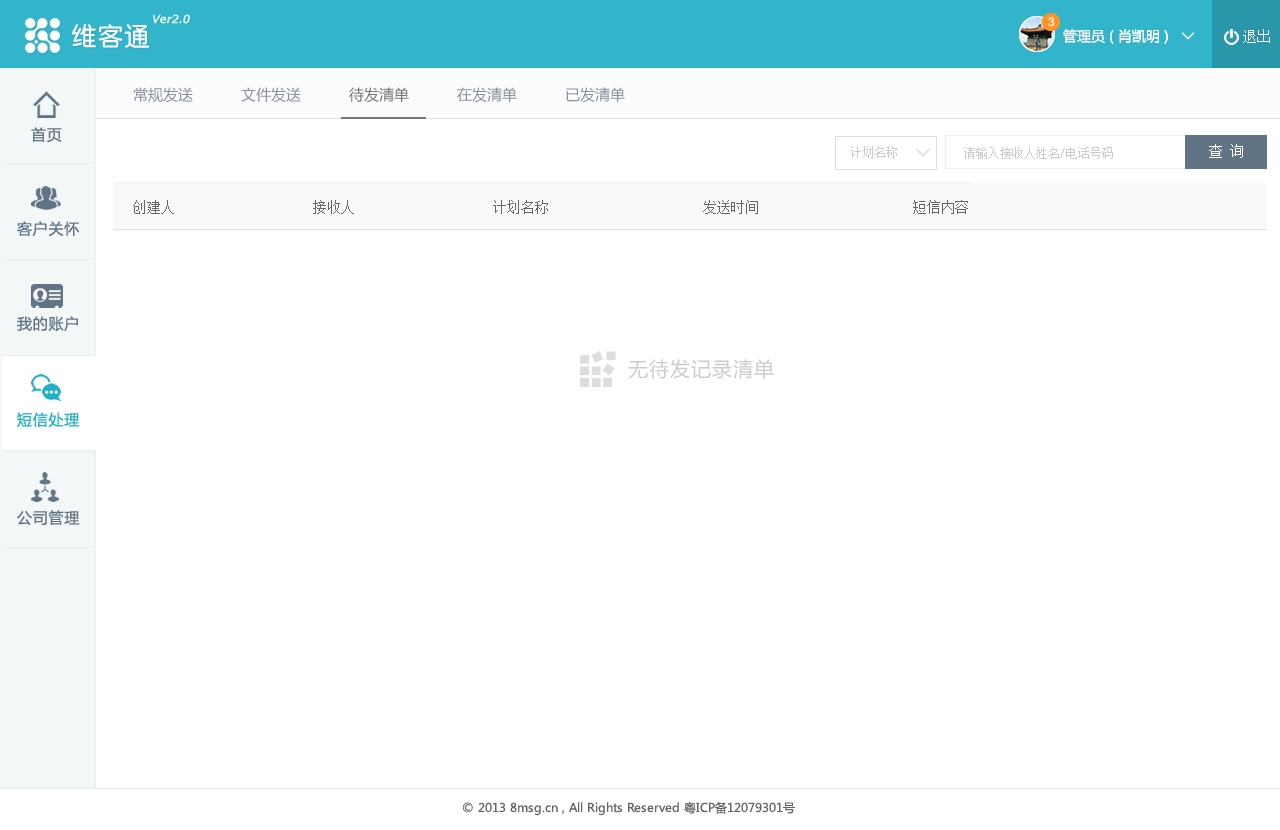 维客通 Ver2.0
3
管理员 ( 肖凯明 )
退出
首页
客户关怀
我的账户
短信处理
公司管理
常规发送 文件发送 待发清单 在发清单 已发清单
计划名称 请输入接收人姓名/电话号码 查 询
创建人 接收人 计划名称 发送时间 短信内容
无待发记录清单
© 2013 8msg.cn , All Rights Reserved 粤ICP备12079301号